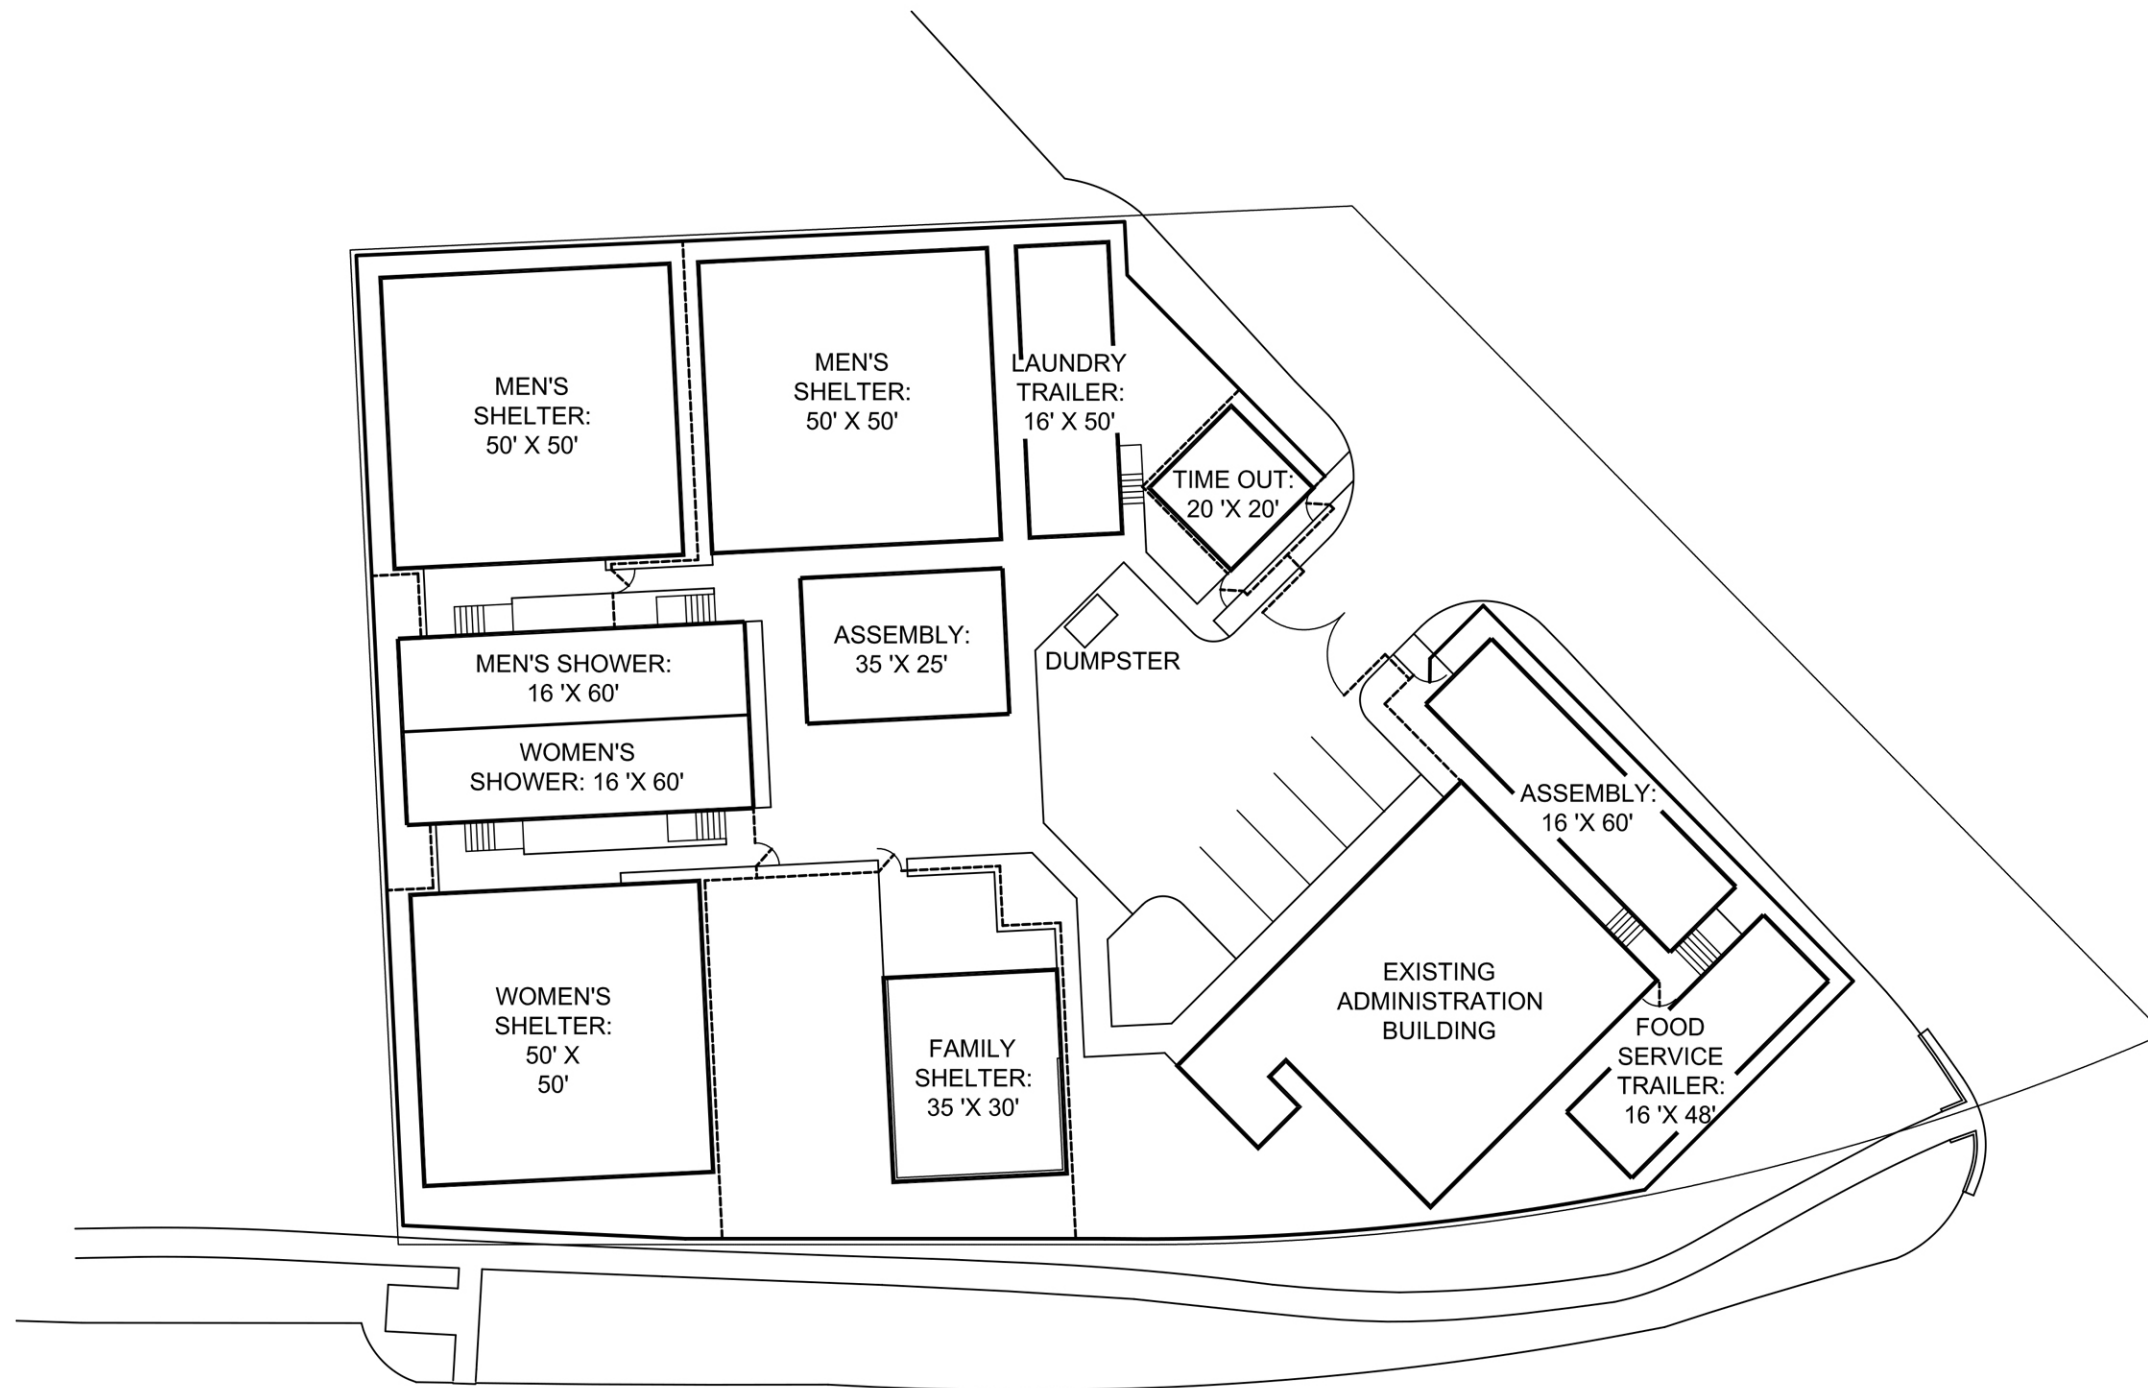 MEN'S
SHELTER:
50' X 50'
MEN'S
SHELTER:
50' X 50'
LAUNDRY
TRAILER:
16' X 50'
TIME OUT:
20 'X 20'
MEN'S SHOWER:
16 'X 60'
WOMEN'S
SHOWER: 16 'X 60'
ASSEMBLY:
35 'X 25'
DUMPSTER
ASSEMBLY:
16 'X 60'
WOMEN'S
SHELTER:
50' X
50'
FAMILY
SHELTER:
35 'X 30'
EXISTING
ADMINISTRATION
BUILDING
FOOD
SERVICE
TRAILER:
16 'X 48'